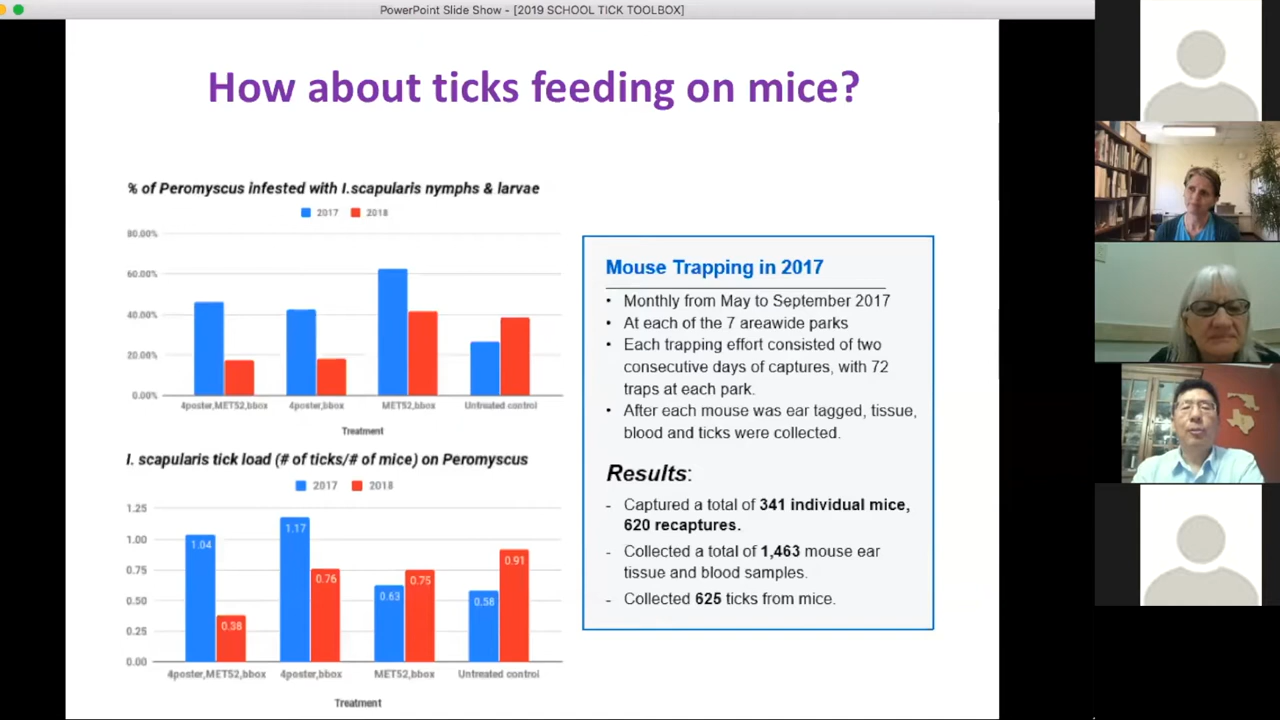 PowerPoint Slide Show - [2019 SCHOOL TICK TOOLBOX]
How about ticks feeding on mice?
% of Peromyscus infested with I.scapularis nymphs & larvae
2017 2018
80.00%
60.00%
40.00%
20.00%
0.00%
4poster,MET52,bbox 4poster,bbox MET52,bbox Untreated control
Treatment
I. scapularis tick load (# of ticks/# of mice) on Peromyscus
2017 2018
1.25
1.00
0.75
0.50
0.25
0.00
1.04 0.38 1.17 0.76 0.63 0.75 0.58 0.91
4poster,MET52,bbox 4poster,bbox MET52,bbox Untreated control
Treatment
Mouse Trapping in 2017
• Monthly from May to September 2017
• At each of the 7 areawide parks
• Each trapping effort consisted of two
consecutive days of captures, with 72
traps at each park.
• After each mouse was ear tagged, tissue,
blood and ticks were collected.
Results:
- Captured a total of 341 individual mice,
620 recaptures.
- Collected a total of 1,463 mouse ear
tissue and blood samples.
- Collected 625 ticks from mice.